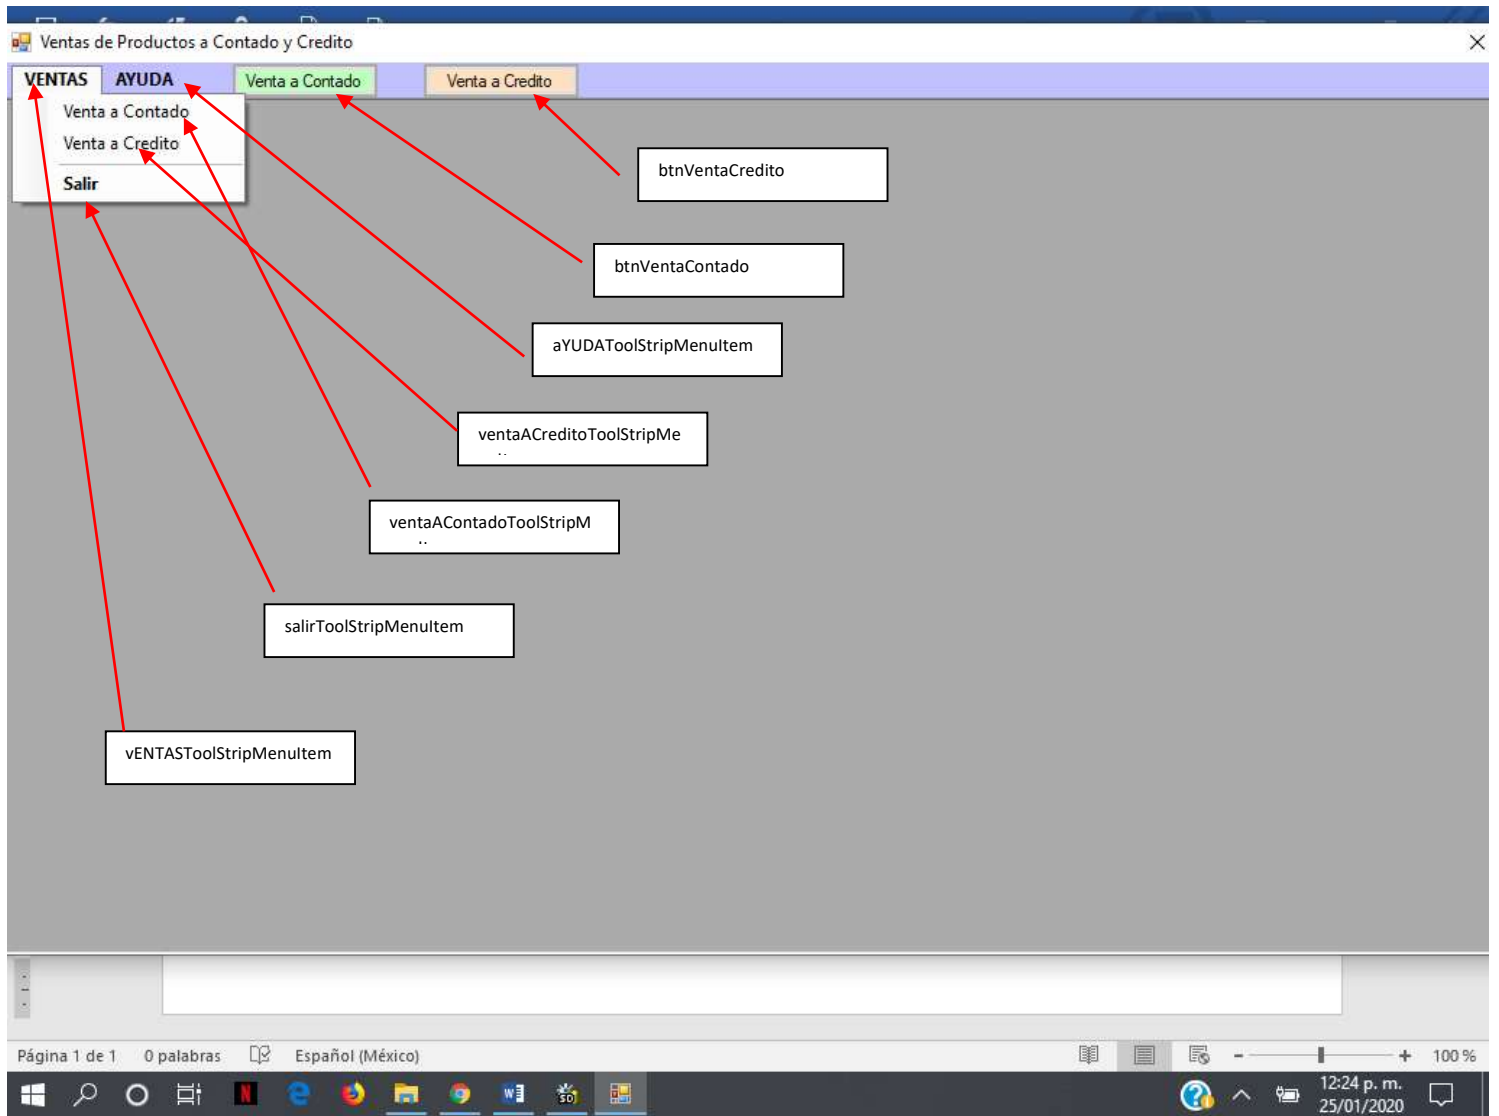 Ventas de Productos a Contado y Credito
VENTAS AYUDA Venta a Contado Venta a Credito
Venta a Contado
Venta a Credito
Salir
btnVentaCredito
btnVentaContado
aYUDAToolStripMenuItem
ventaACreditoToolStripMe
ventaAContadoToolStripM
salirToolStripMenuItem
vENTASToolStripMenuItem
Página 1 de 1 0 palabras Español (México) 100 %
12:24 p. m.
25/01/2020